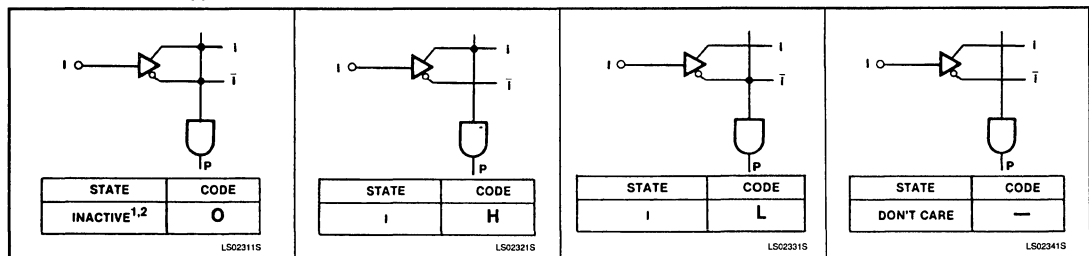 I
I
Ī
P
STATE CODE
INACTIVE1,2 O
LS02311S
I
I
Ī
P
STATE CODE
I H
LS02321S
I
I
Ī
P
STATE CODE
I L
LS02331S
I
I
Ī
P
STATE CODE
DON'T CARE —
LS02341S